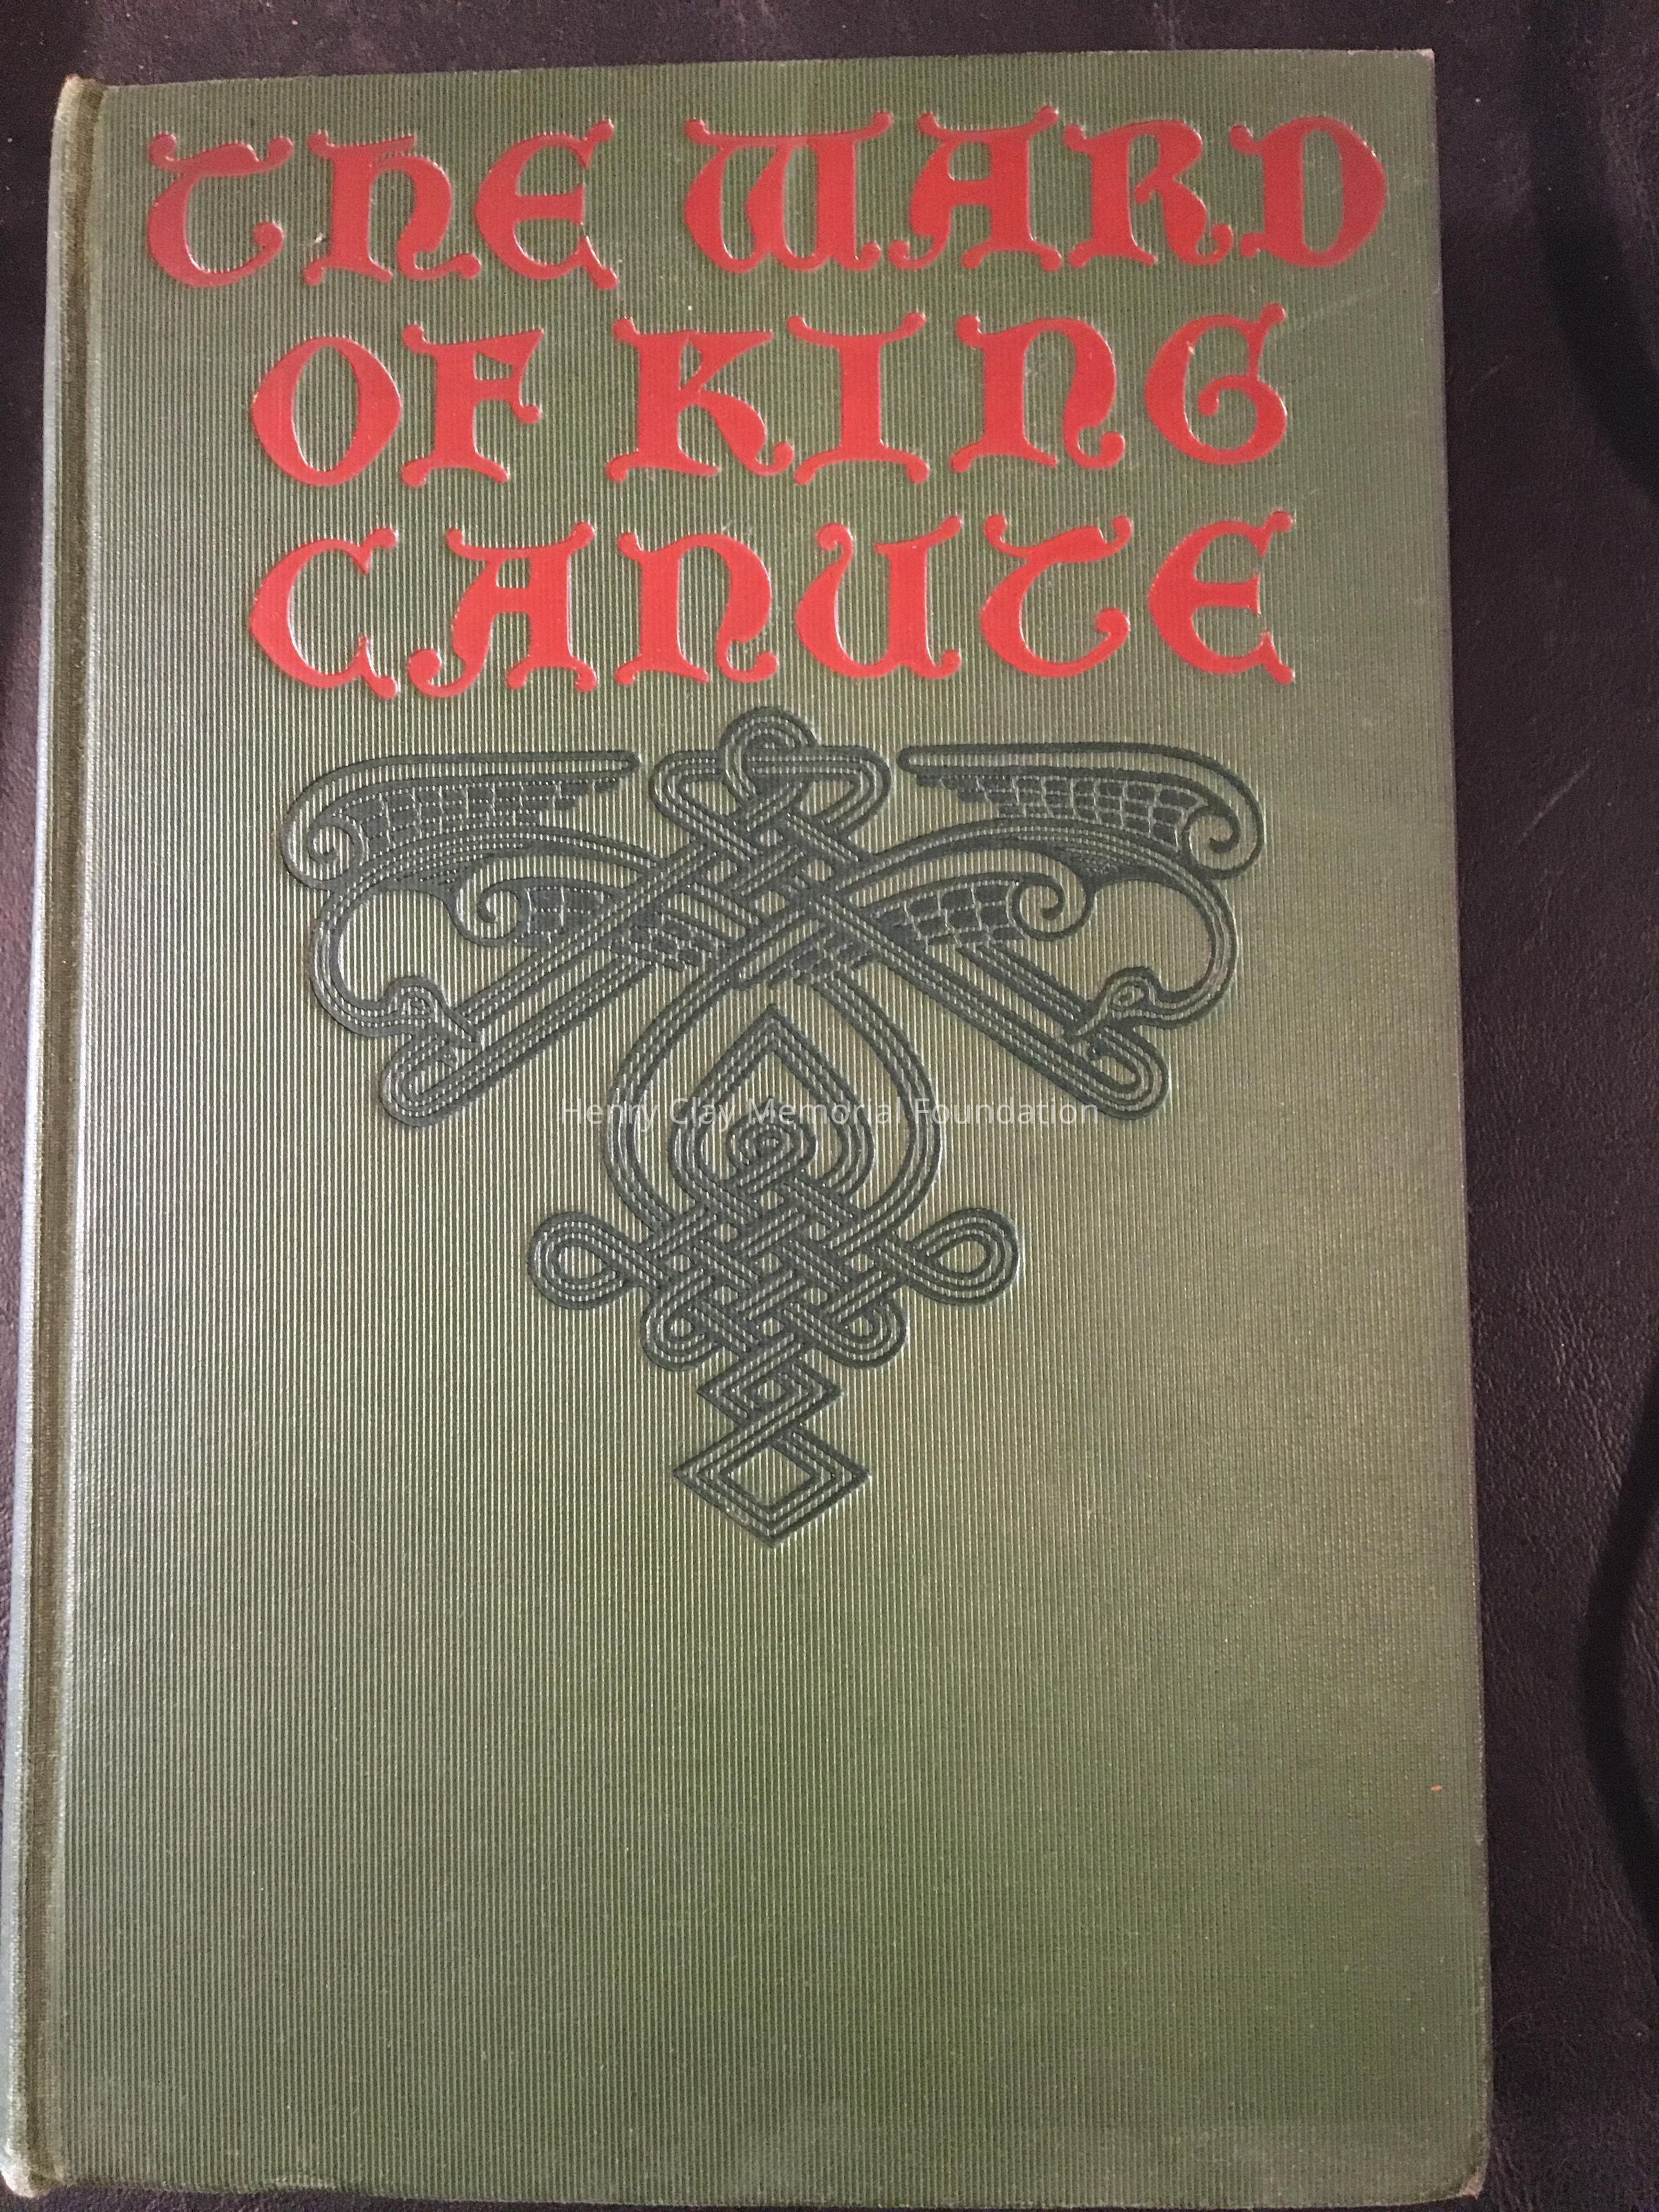 THE WARD
OF KING
CANUTE
Henry Clay Memorial Foundation